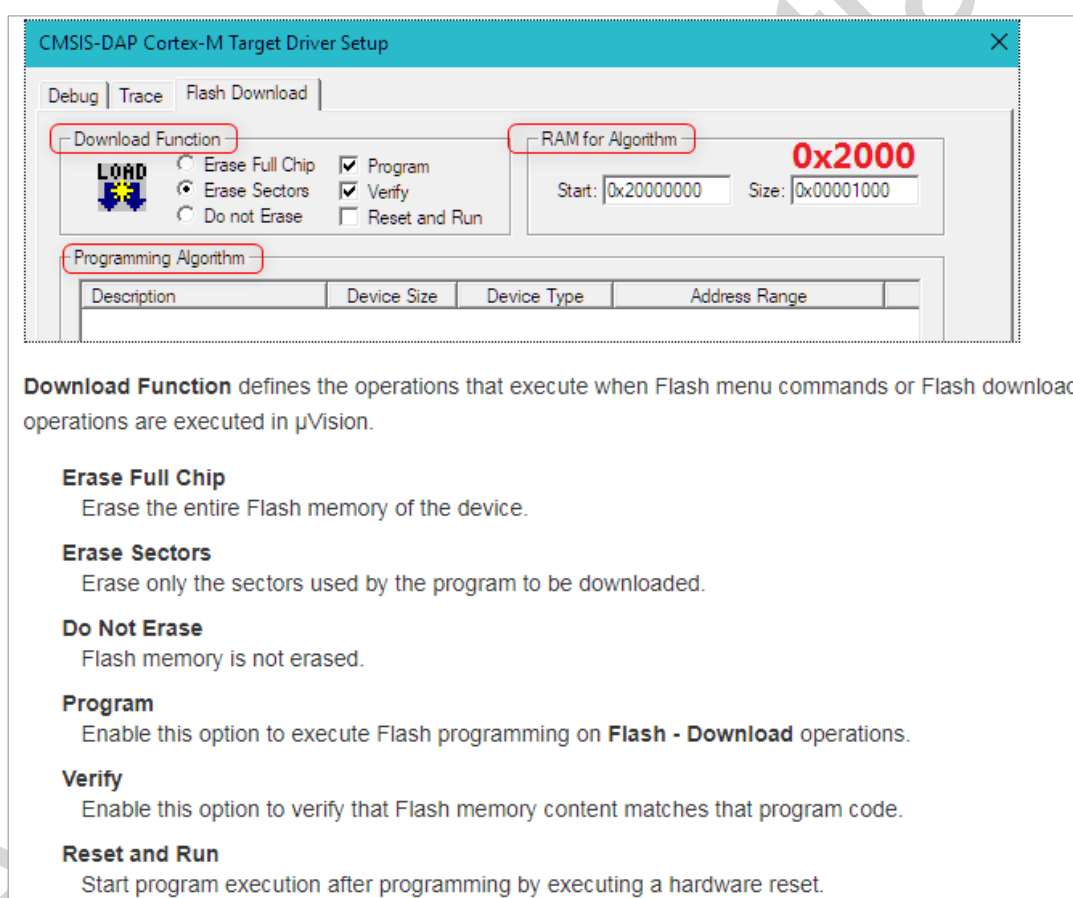 CMSIS-DAP Cortex-M Target Driver Setup
Debug Trace Flash Download
Download Function
LOAD
Erase Full Chip
Erase Sectors
Do not Erase
Program
Verify
Reset and Run
RAM for Algorithm
0x2000
Start: 0x20000000 Size: 0x00001000
Programming Algorithm
Description Device Size Device Type Address Range
Download Function defines the operations that execute when Flash menu commands or Flash download
operations are executed in µVision.
Erase Full Chip
Erase the entire Flash memory of the device.
Erase Sectors
Erase only the sectors used by the program to be downloaded.
Do Not Erase
Flash memory is not erased.
Program
Enable this option to execute Flash programming on Flash - Download operations.
Verify
Enable this option to verify that Flash memory content matches that program code.
Reset and Run
Start program execution after programming by executing a hardware reset.